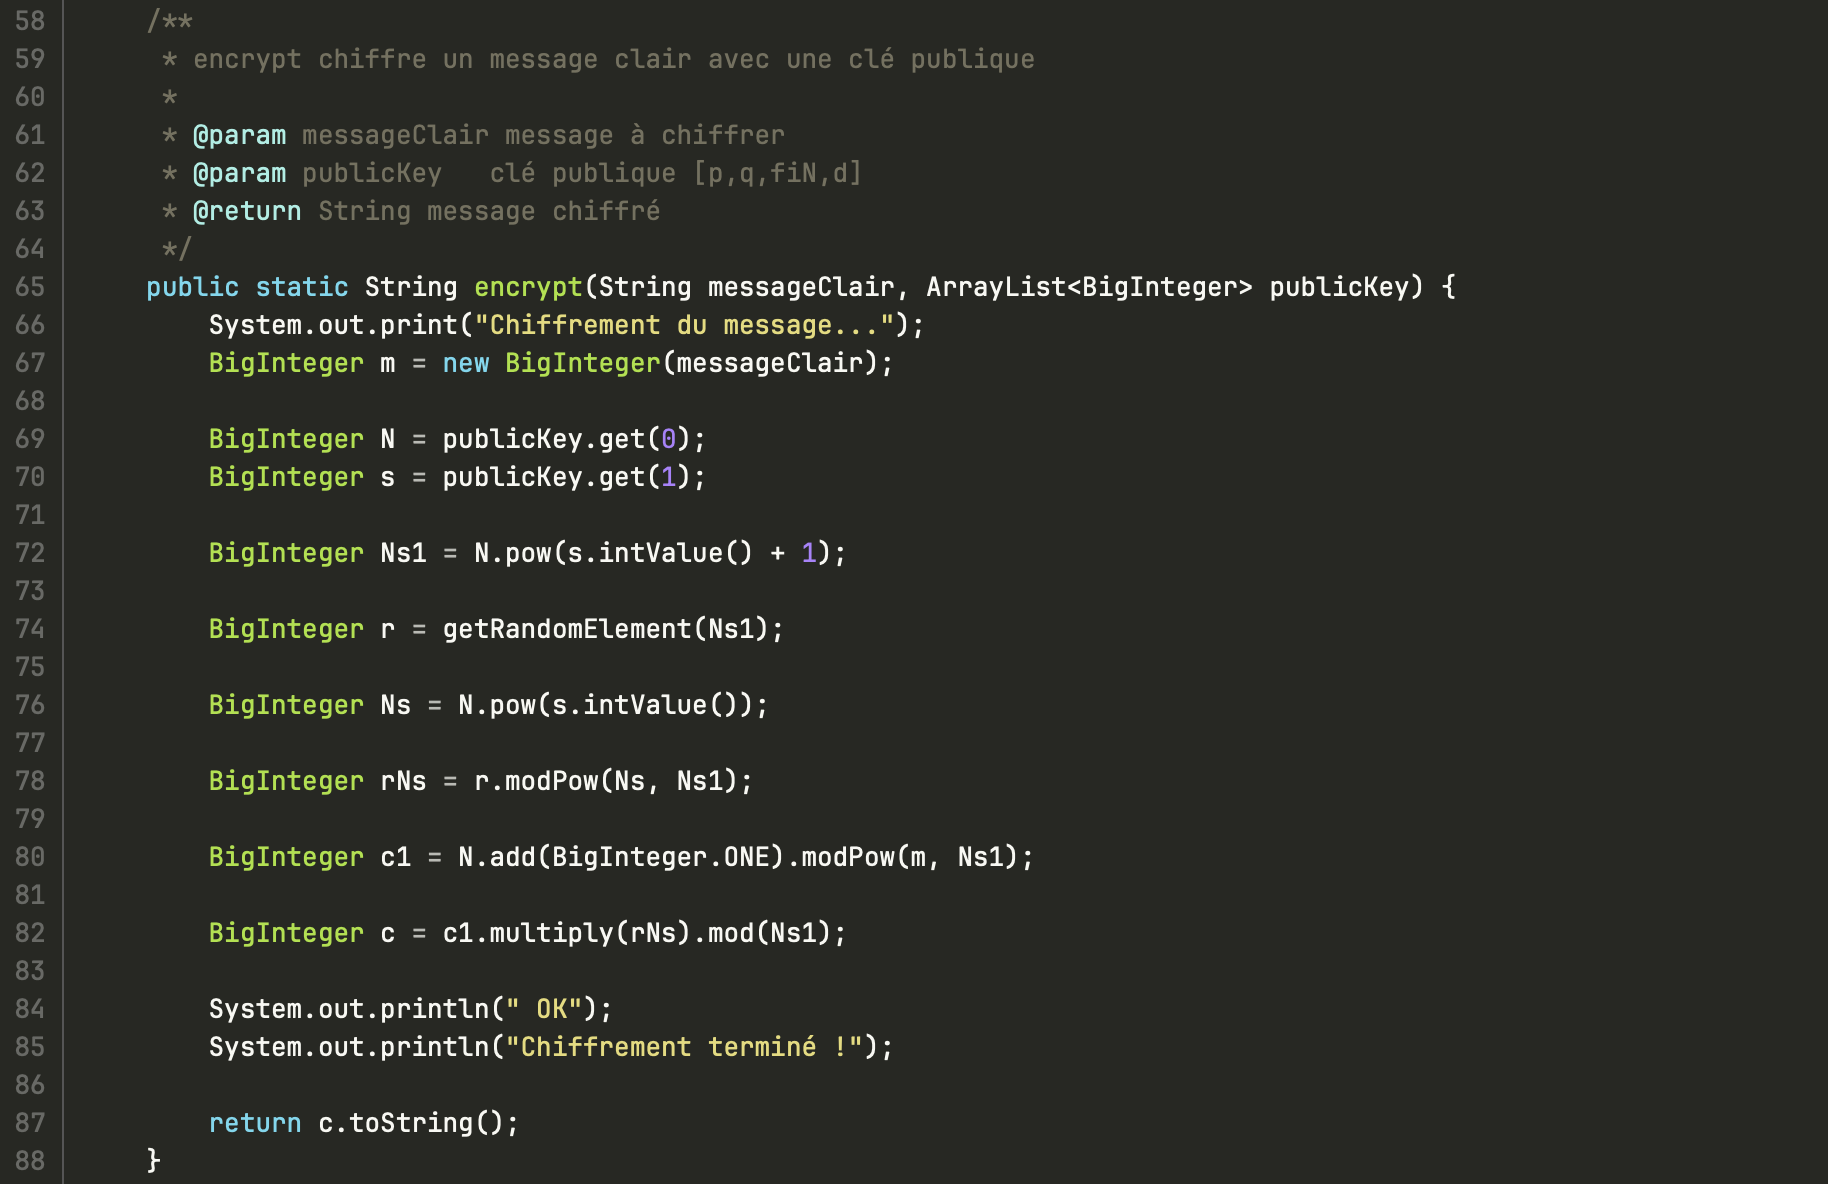 58 /**
59 * encrypt chiffre un message clair avec une clé publique
60 *
61 * @param messageClair message à chiffrer
62 * @param publicKey   clé publique [p,q,fiN,d]
63 * @return String message chiffré
64 */
65 public static String encrypt(String messageClair, ArrayList<BigInteger> publicKey) {
66 System.out.print("Chiffrement du message...");
67 BigInteger m = new BigInteger(messageClair);
68
69 BigInteger N = publicKey.get(0);
70 BigInteger s = publicKey.get(1);
71
72 BigInteger Ns1 = N.pow(s.intValue() + 1);
73
74 BigInteger r = getRandomElement(Ns1);
75
76 BigInteger Ns = N.pow(s.intValue());
77
78 BigInteger rNs = r.modPow(Ns, Ns1);
79
80 BigInteger c1 = N.add(BigInteger.ONE).modPow(m, Ns1);
81
82 BigInteger c = c1.multiply(rNs).mod(Ns1);
83
84 System.out.println(" OK");
85 System.out.println("Chiffrement terminé !");
86
87 return c.toString();
88 }